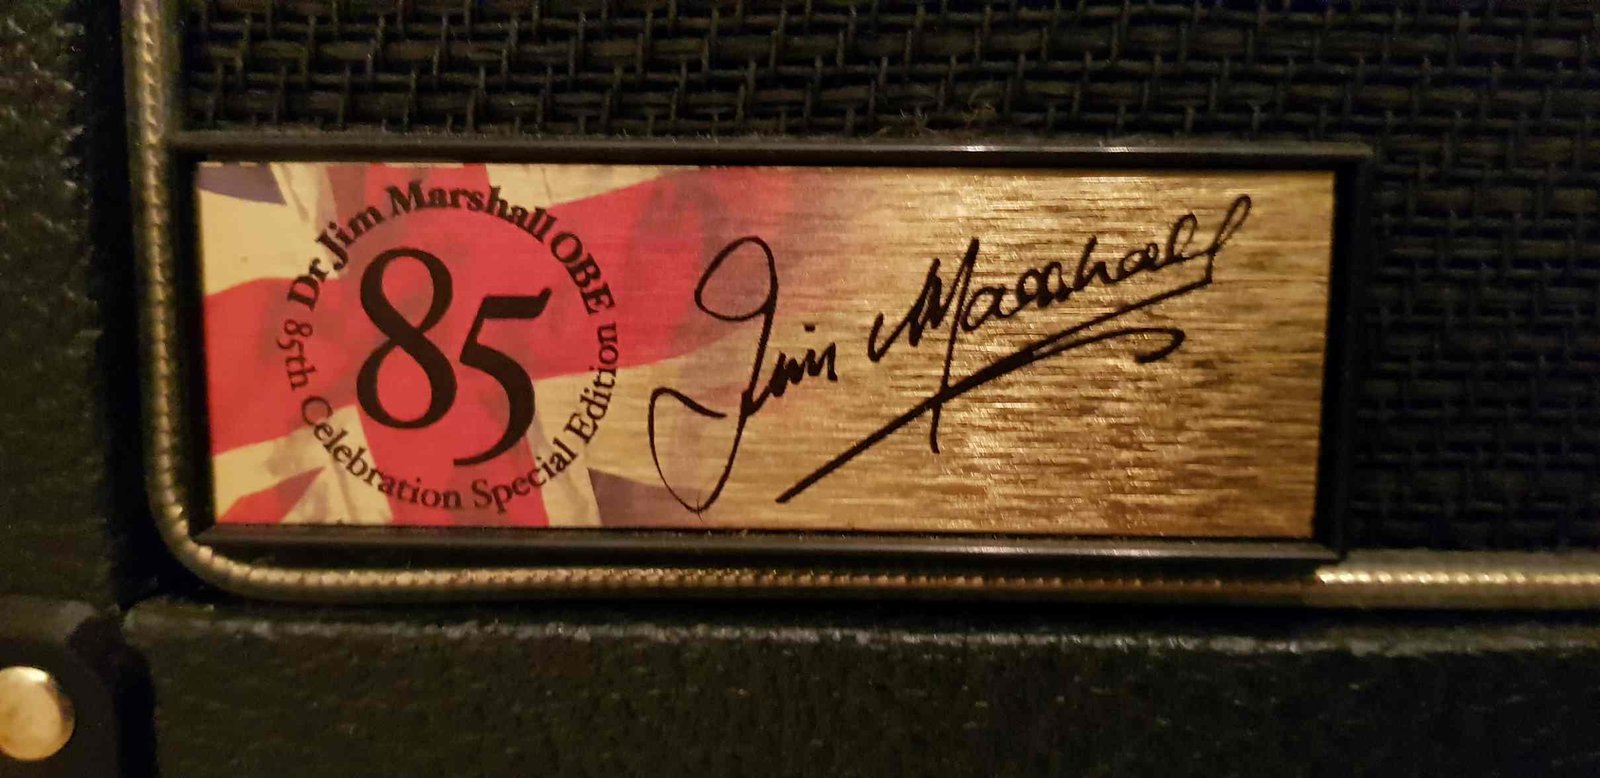 Dr Jim Marshall OBE
85
85th Celebration Special Edition
Jim Marshall